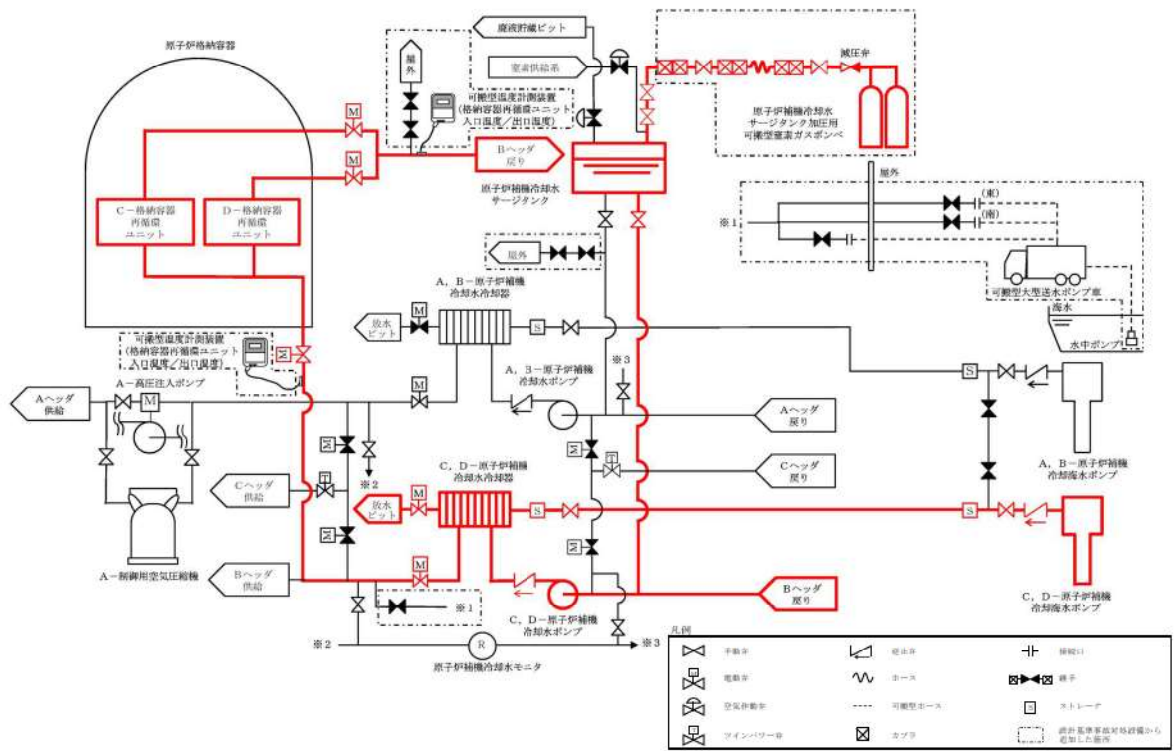 原子炉格納容器
廃液貯蔵ピット
窒素供給系
屋外
可搬型温度計測装置
(格納容器再循環ユニット
入口温度／出口温度)
Bヘッダ
戻り
原子炉補機冷却水
サージタンク
減圧弁
原子炉補機冷却水
サージタンク加圧用
可搬型窒素ガスボンベ
M
M
C－格納容器
再循環
ユニット
D－格納容器
再循環
ユニット
屋外
屋外
(東)
(南)
※1
可搬型大型送水ポンプ車
海水
水中ポンプ
A，B－原子炉補機
冷却水冷却器
放水
ピット
M
S
S
可搬型温度計測装置
(格納容器再循環ユニット
入口温度／出口温度)
M
A－高圧注入ポンプ
M
Aヘッダ
供給
M
※3
A，B－原子炉補機
冷却水ポンプ
Aヘッダ
戻り
M
M
Cヘッダ
戻り
T
A，B－原子炉補機
冷却海水ポンプ
Cヘッダ
供給
T
※2
C，D－原子炉補機
冷却水冷却器
放水
ピット
M
S
S
M
M
A－制御用空気圧縮機
Bヘッダ
供給
M
※1
C，D－原子炉補機
冷却水ポンプ
Bヘッダ
戻り
C，D－原子炉補機
冷却海水ポンプ
※2
R
※3
原子炉補機冷却水モニタ
凡例
手動弁
逆止弁
接続口
M
電動弁
ホース
継手
空気作動弁
可搬型ホース
S
ストレーナ
T
ツインパワー弁
カプラ
設計基準事故対処設備から
追加した箇所